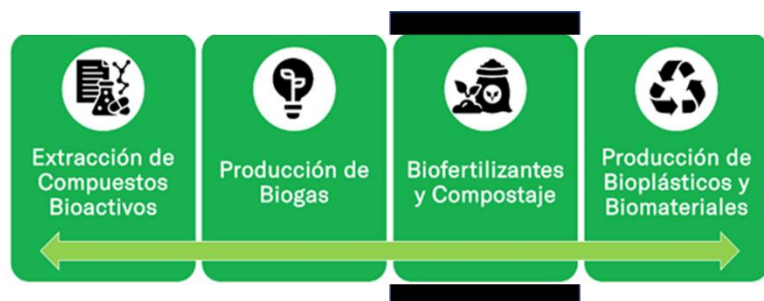 Extracción de
Compuestos
Bioactivos
Producción de
Biogas
Biofertilizantes
y Compostaje
Producción de
Bioplásticos y
Biomateriales